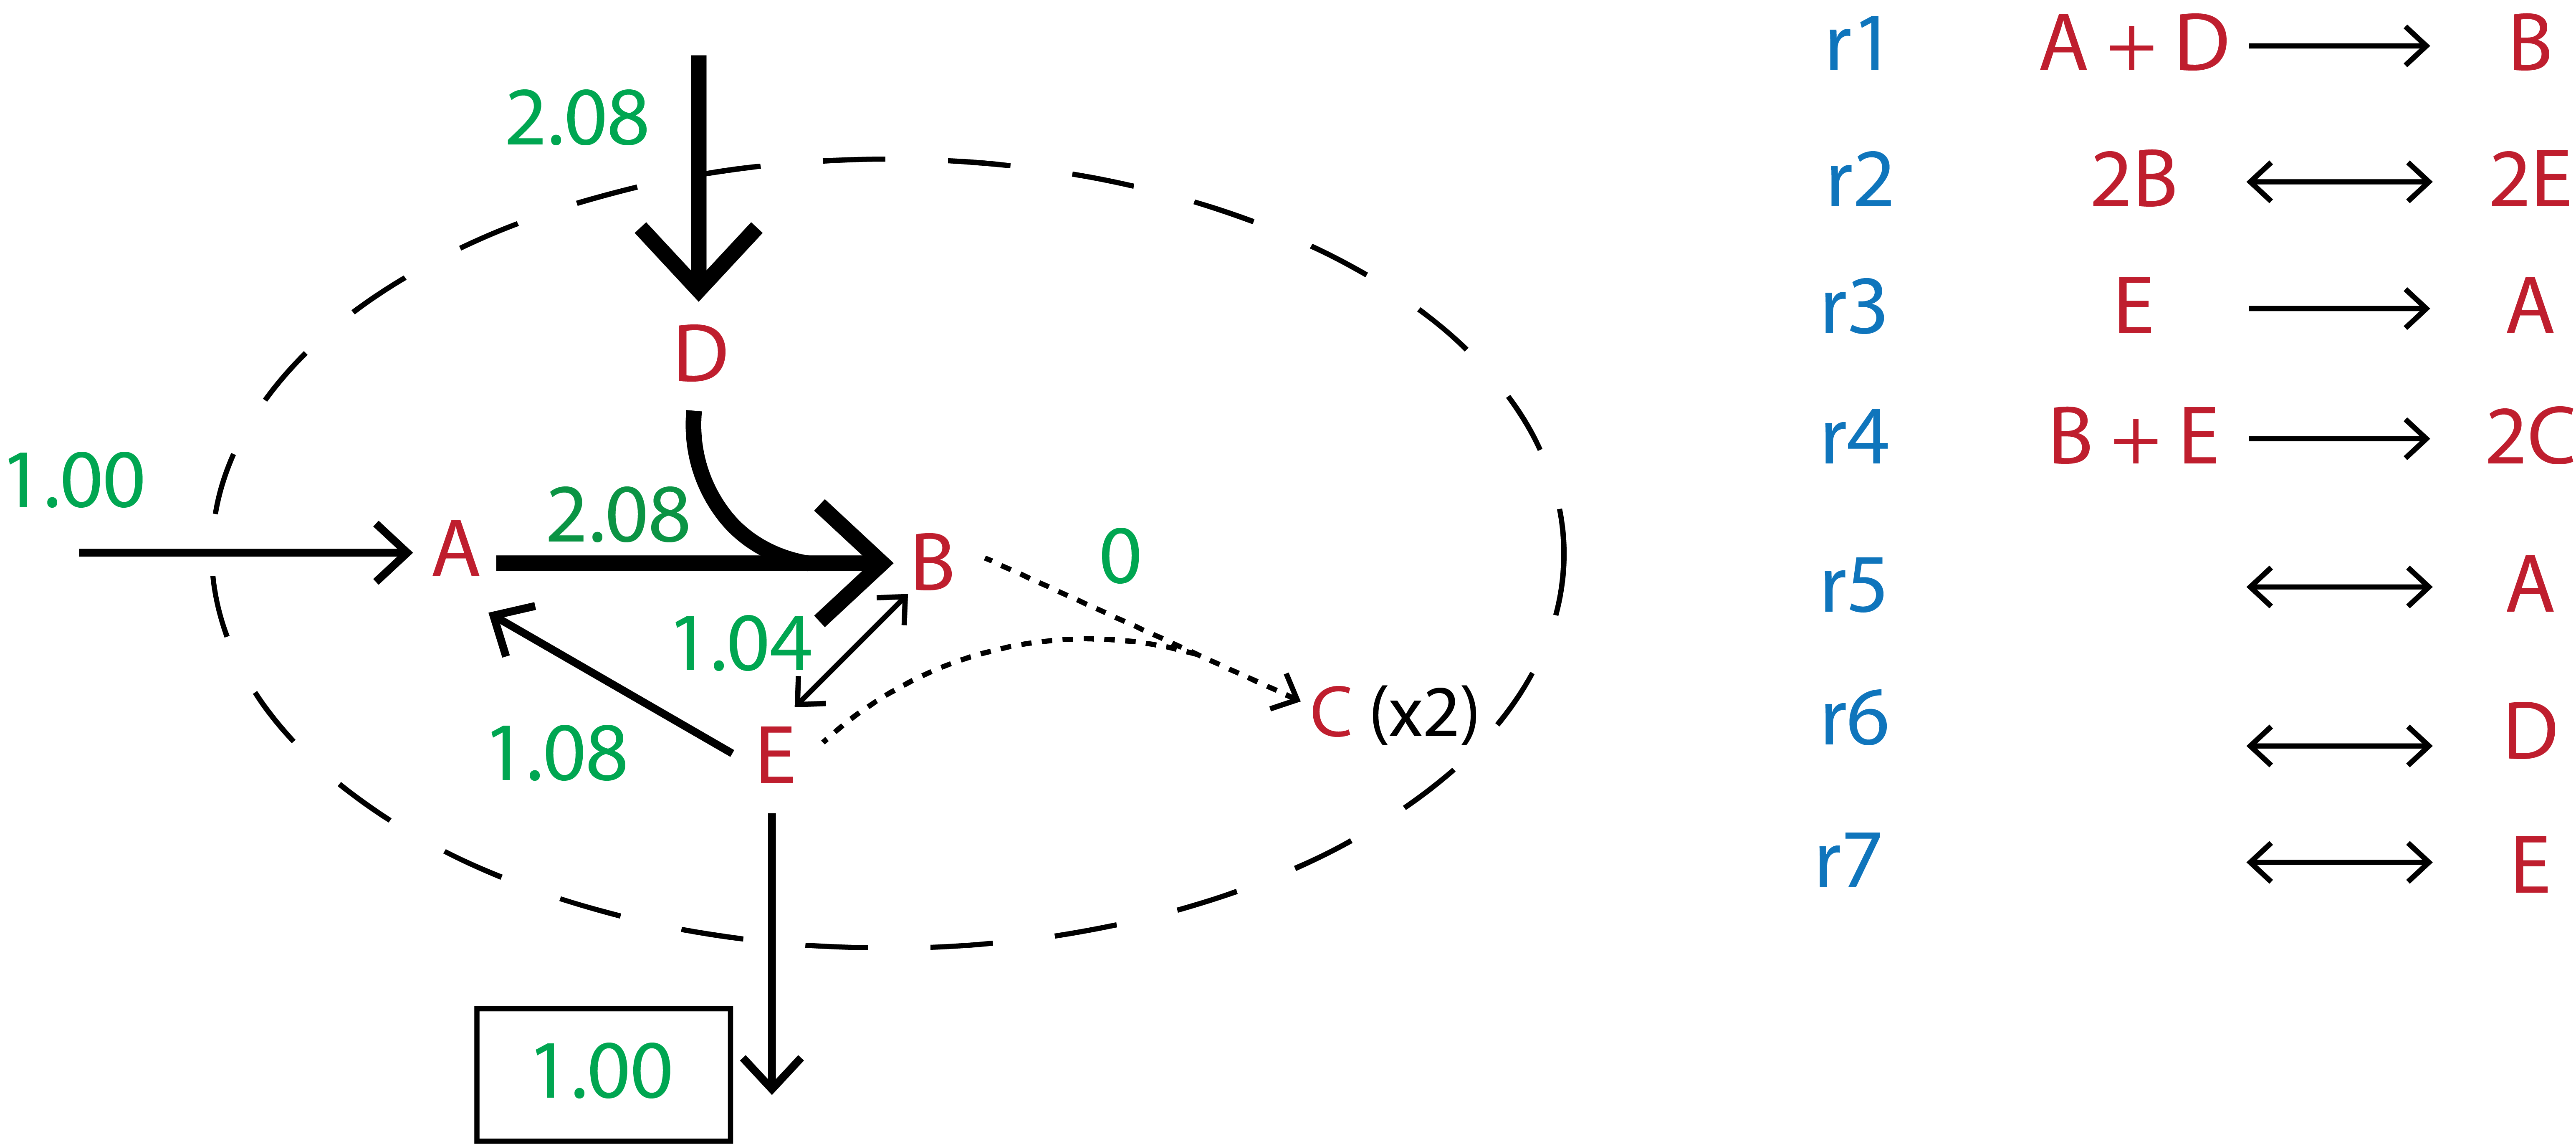 2.08
D
1.00
A
2.08
B
0
1.04
C (x2)
1.08
E
1.00
r1 A + D B
r2 2B 2E
r3 E A
r4 B + E 2C
r5 A
r6 D
r7 E